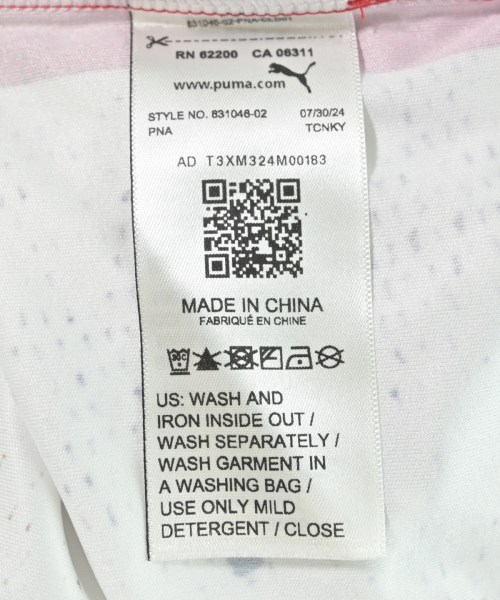 RN 62200 CA 06311
www.puma.com
STYLE NO. 831046-02 07/30/24
PNA TCNKY
AD T3XM324M00183
MADE IN CHINA
FABRIQUÉ EN CHINE
30C
US: WASH AND
IRON INSIDE OUT /
WASH SEPARATELY /
WASH GARMENT IN
A WASHING BAG /
USE ONLY MILD
DETERGENT / CLOSE